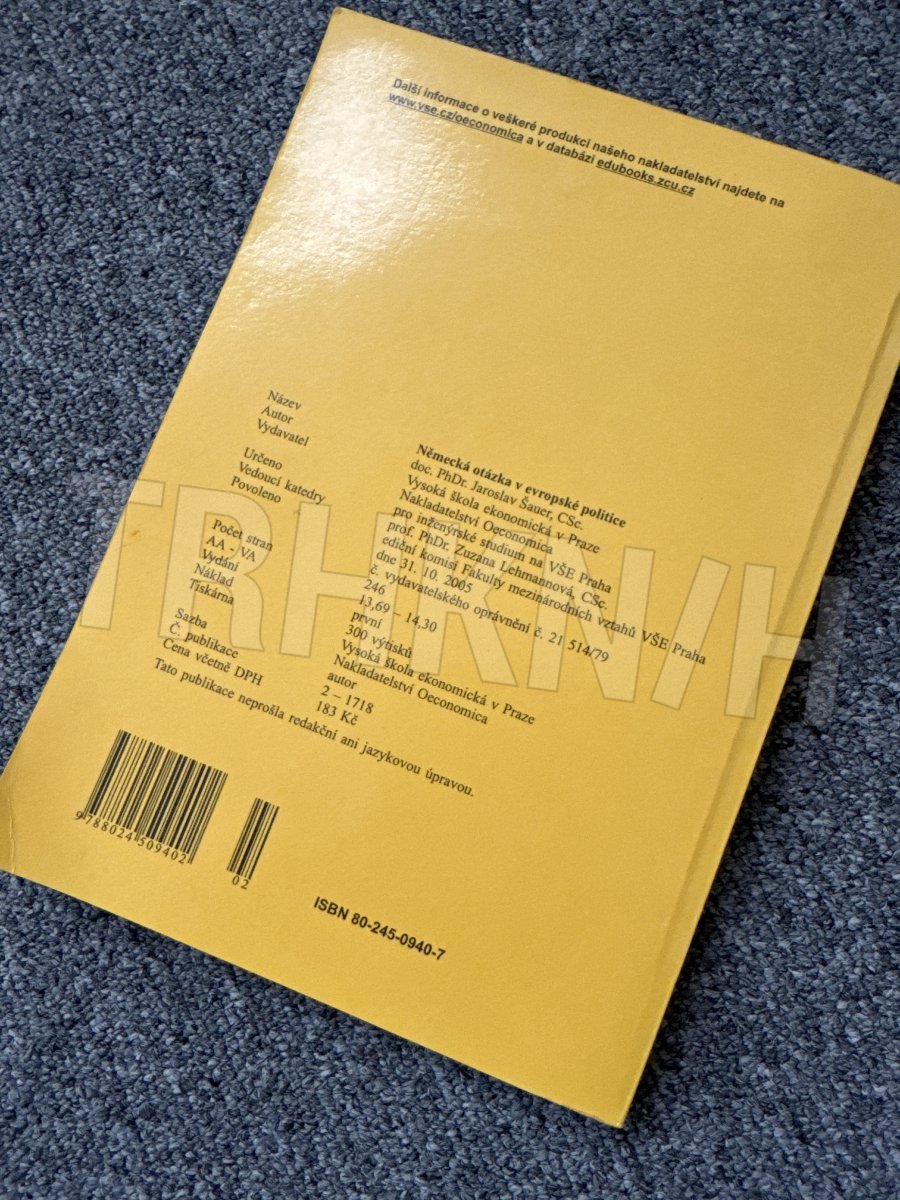 Další informace o veškeré produkci našeho nakladatelství najdete na
www.vse.cz/oeconomica a v databázi edubooks.zcu.cz
Název
Autor
Vydavatel
Určeno
Vedoucí katedry
Povoleno
Počet stran
AA - VA
Vydání
Náklad
Tiskárna
Sazba
Č. publikace
Cena včetně DPH
Německá otázka v evropské politice
doc. PhDr. Jaroslav Šauer, CSc.
Vysoká škola ekonomická v Praze
Nakladatelství Oeconomica
pro inženýrské studium na VŠE Praha
prof. PhDr. Zuzana Lehmannová, CSc.
ediční komisí Fakulty mezinárodních vztahů VŠE Praha
dne 31. 10. 2005
č. vydavatelského oprávnění č. 21 514/79
246
13,69 – 14,30
první
300 výtisků
Vysoká škola ekonomická v Praze
Nakladatelství Oeconomica
autor
2 – 1718
183 Kč
Tato publikace neprošla redakční ani jazykovou úpravou.
9788024509402
02
ISBN 80-245-0940-7
TRHKNIH